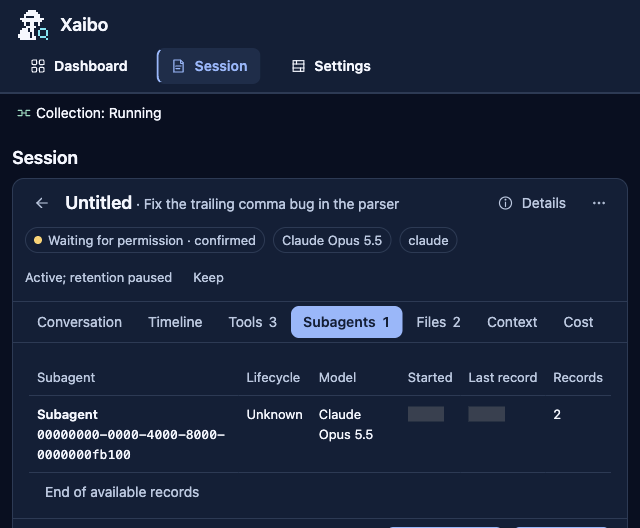 Xaibo
Dashboard Session Settings
Collection: Running
Session
Untitled · Fix the trailing comma bug in the parser Details ···
Waiting for permission · confirmed Claude Opus 5.5 claude
Active; retention paused Keep
Conversation Timeline Tools 3 Subagents 1 Files 2 Context Cost
Subagent Lifecycle Model Started Last record Records
Subagent Unknown Claude 2
00000000-0000-4000-8000- Opus 5.5
0000000fb100
End of available records